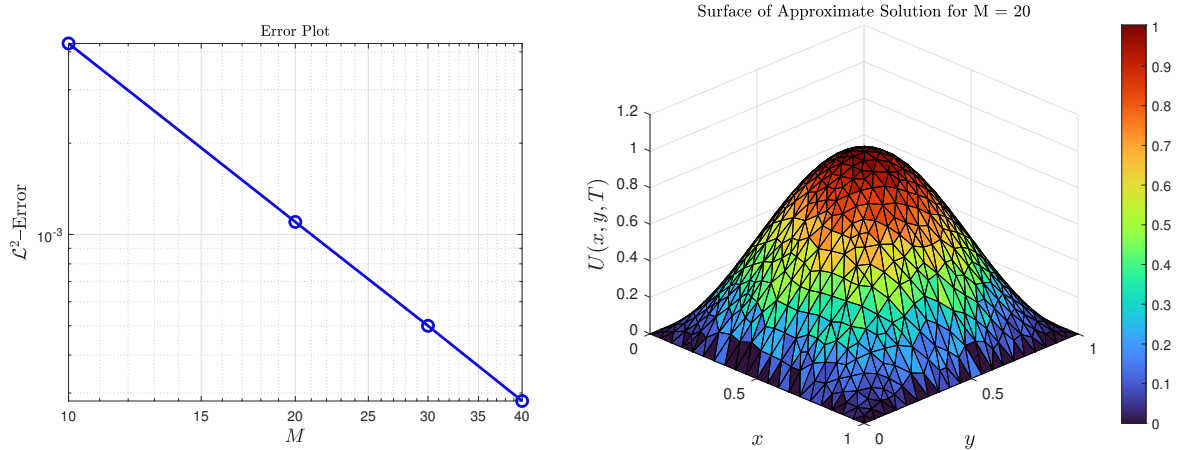 Error Plot
$\mathcal{L}^2$–Error
10⁻³
10 15 20 25 30 35 40
M
Surface of Approximate Solution for M = 20
U(x, y, T)
1.2
1
0.8
0.6
0.4
0.2
0
0 0.5 1
x
0 0.5 1
y
1
0.9
0.8
0.7
0.6
0.5
0.4
0.3
0.2
0.1
0